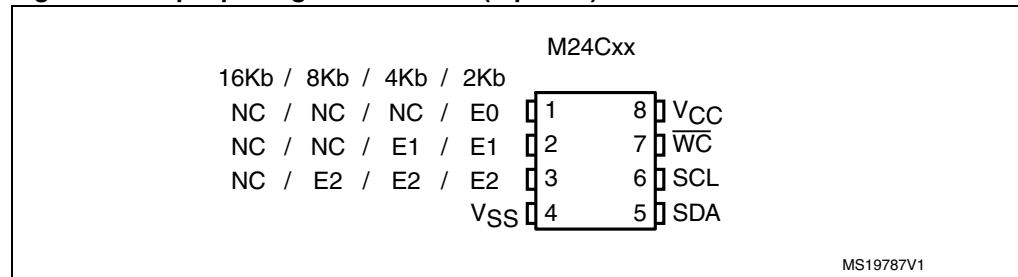 M24Cxx
16Kb / 8Kb / 4Kb / 2Kb
NC / NC / NC / E0 1 8 VCC
NC / NC / E1 / E1 2 7 W̅C̅
NC / E2 / E2 / E2 3 6 SCL
VSS 4 5 SDA
MS19787V1